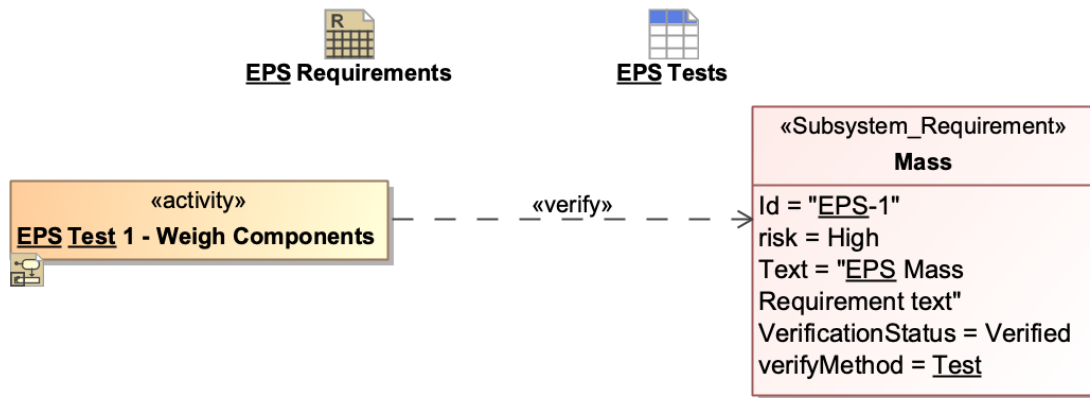 R
EPS Requirements
EPS Tests
«Subsystem_Requirement»
Mass
«activity»
EPS Test 1 - Weigh Components
«verify»
Id = "EPS-1"
risk = High
Text = "EPS Mass
Requirement text"
VerificationStatus = Verified
verifyMethod = Test